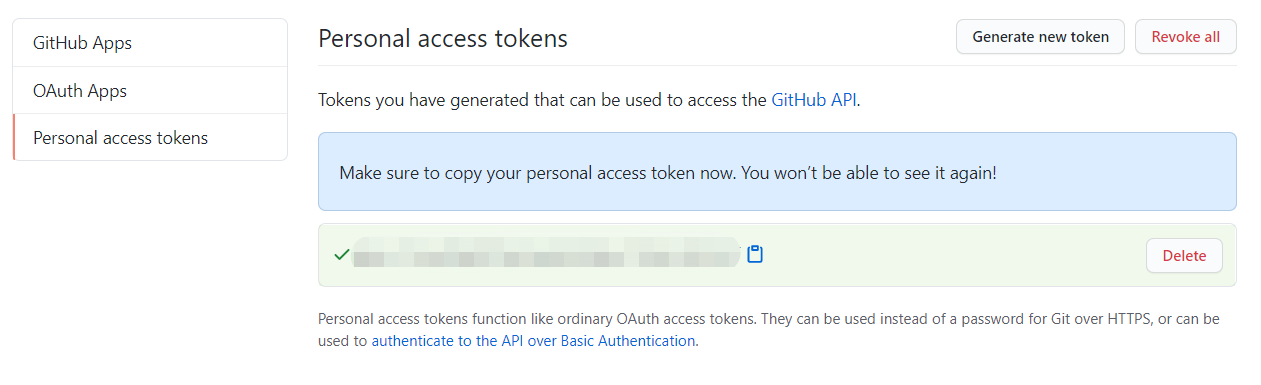 GitHub Apps
OAuth Apps
Personal access tokens
Personal access tokens
Generate new token
Revoke all
Tokens you have generated that can be used to access the GitHub API.
Make sure to copy your personal access token now. You won’t be able to see it again!
Delete
Personal access tokens function like ordinary OAuth access tokens. They can be used instead of a password for Git over HTTPS, or can be
used to authenticate to the API over Basic Authentication.